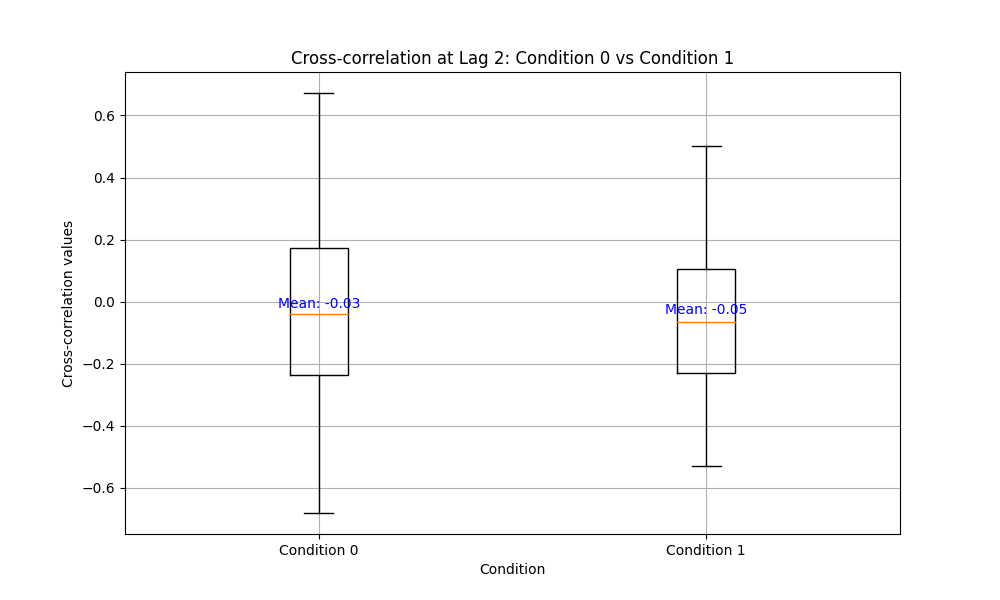 Cross-correlation at Lag 2: Condition 0 vs Condition 1
Cross-correlation values
0.6
0.4
0.2
0.0
−0.2
−0.4
−0.6
Mean: -0.03
Mean: -0.05
Condition 0
Condition 1
Condition